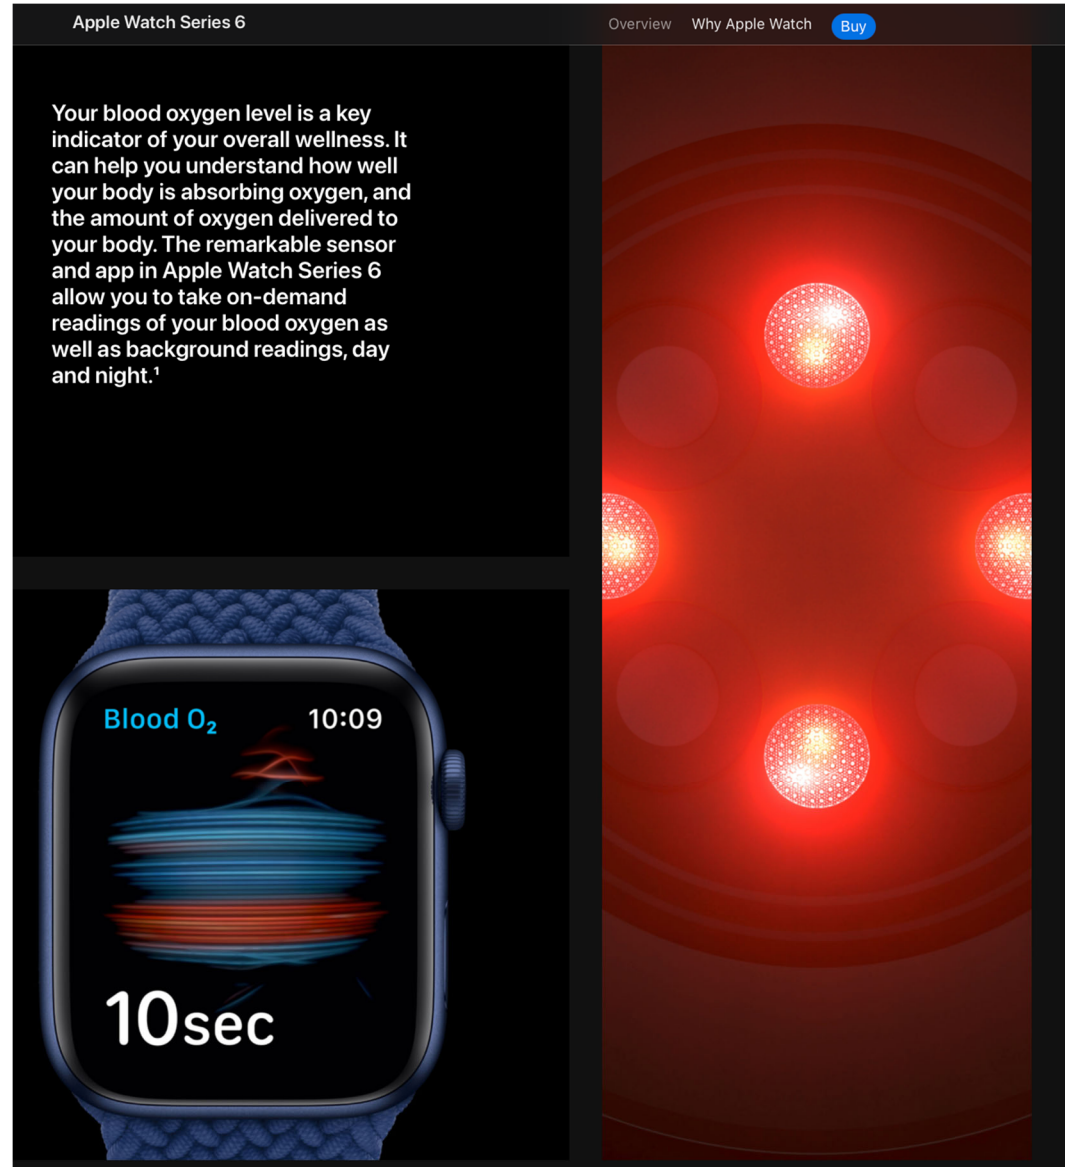 Apple Watch Series 6
Overview Why Apple Watch Buy
Your blood oxygen level is a key
indicator of your overall wellness. It
can help you understand how well
your body is absorbing oxygen, and
the amount of oxygen delivered to
your body. The remarkable sensor
and app in Apple Watch Series 6
allow you to take on-demand
readings of your blood oxygen as
well as background readings, day
and night.¹
Blood O₂ 10:09
10sec